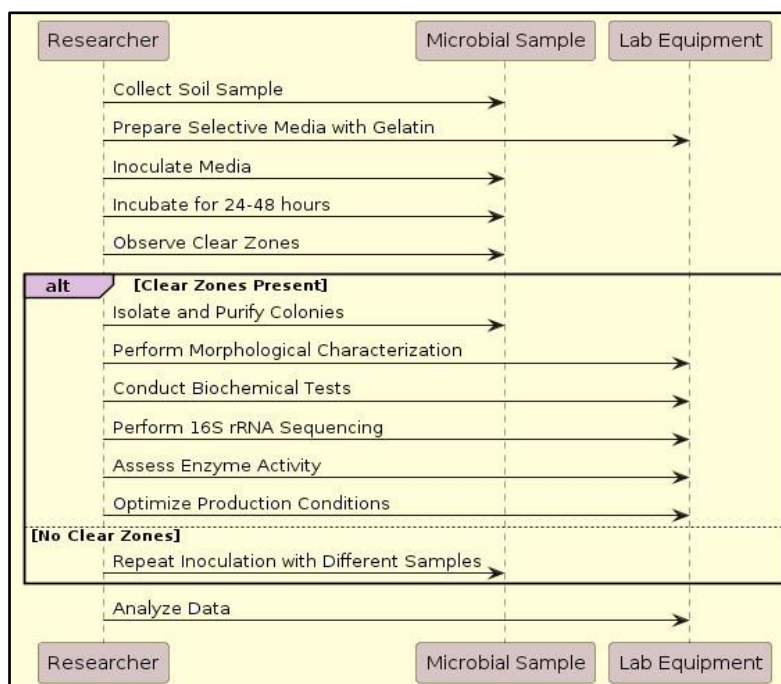 Researcher Microbial Sample Lab Equipment
Collect Soil Sample
Prepare Selective Media with Gelatin
Inoculate Media
Incubate for 24-48 hours
Observe Clear Zones
alt [Clear Zones Present]
Isolate and Purify Colonies
Perform Morphological Characterization
Conduct Biochemical Tests
Perform 16S rRNA Sequencing
Assess Enzyme Activity
Optimize Production Conditions
[No Clear Zones]
Repeat Inoculation with Different Samples
Analyze Data
Researcher Microbial Sample Lab Equipment